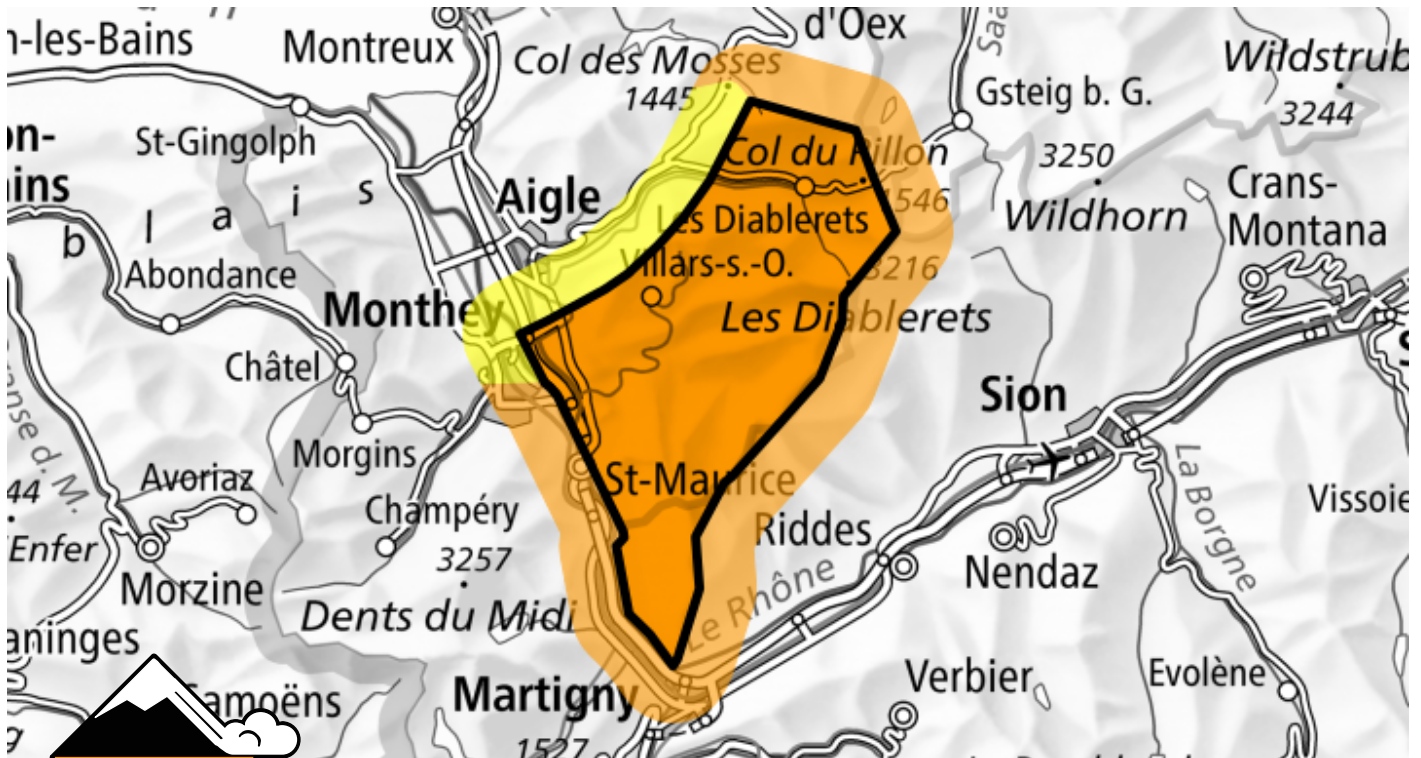 d'Oex
n-les-Bains
Montreux
Col des Mosses
1445
Saa
Wildstrub
3244
Gsteig b. G.
St-Gingolph
on-
ains
Col du Pillon
1546
3250
Wildhorn
Crans-
Montana
b l a i s
Aigle
Les Diablerets
Abondance
Villars-s.-O.
3216
Monthey
Les Diablerets
Châtel
Sion
Morgins
St-Maurice
Avoriaz
44
Enfer
Champéry
3257
Riddes
La Borgne
Vissoie
Morzine
Dents du Midi
Le Rhône
Nendaz
aninges
Samoëns
Martigny
1527
Verbier
Evolène